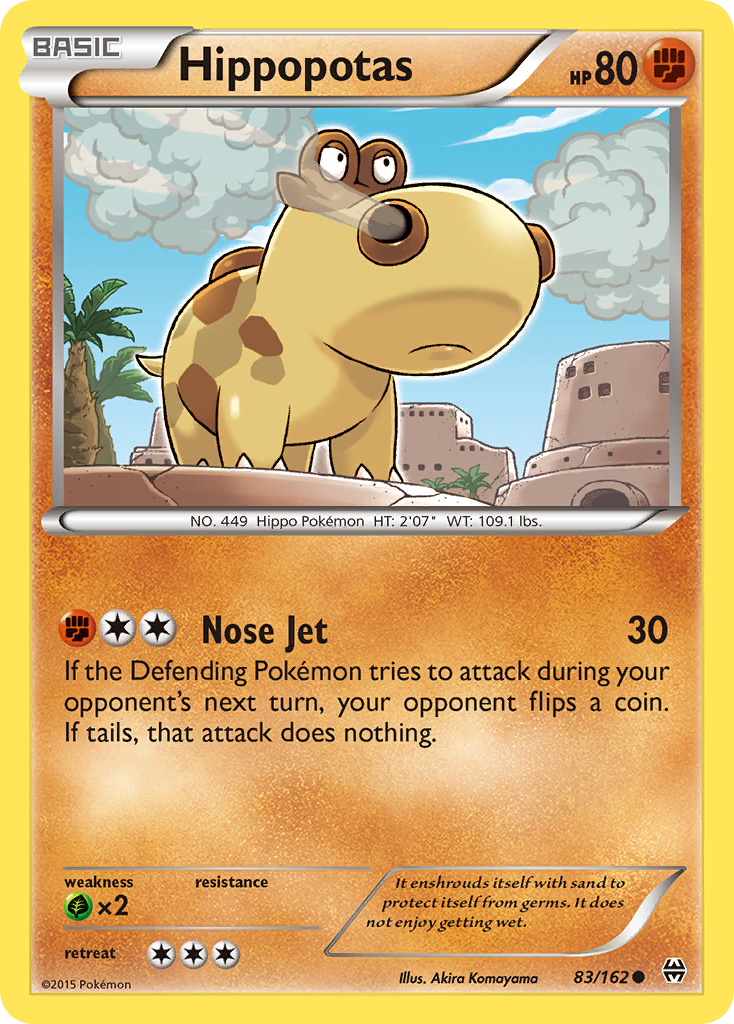 BASIC
Hippopotas
HP 80
NO. 449 Hippo Pokémon HT: 2'07" WT: 109.1 lbs.
Nose Jet 30
If the Defending Pokémon tries to attack during your
opponent's next turn, your opponent flips a coin.
If tails, that attack does nothing.
weakness resistance
×2
It enshrouds itself with sand to
protect itself from germs. It does
not enjoy getting wet.
retreat
©2015 Pokémon
Illus. Akira Komayama
83/162